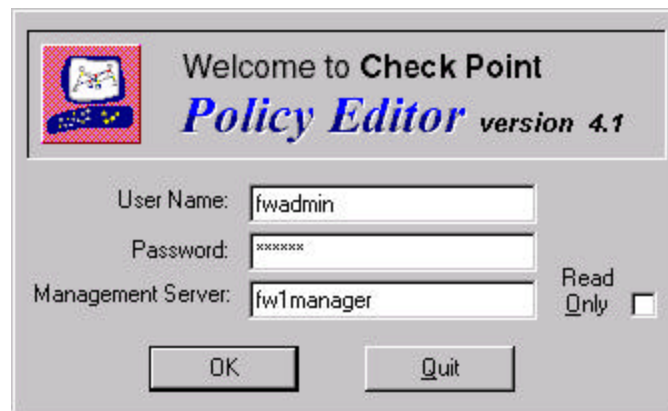 Welcome to Check Point
Policy Editor version 4.1
User Name: fwadmin
Password: ******
Management Server: fw1manager
Read
Only
OK Quit